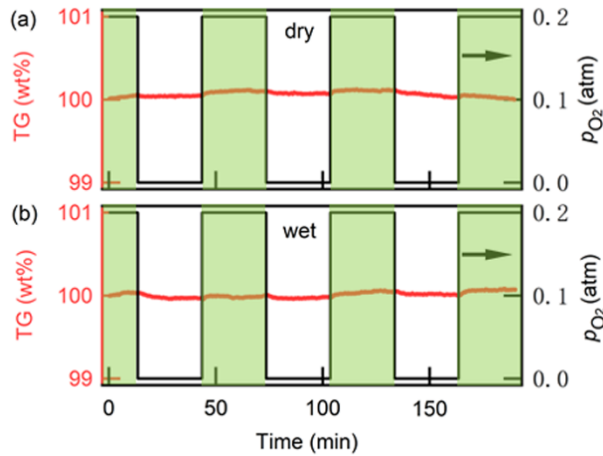 (a)
101
100
99
TG (wt%)
dry
0.2
0.1
0.0
pO2 (atm)
(b)
101
100
99
TG (wt%)
wet
0.2
0.1
0.0
pO2 (atm)
0
50
100
150
Time (min)